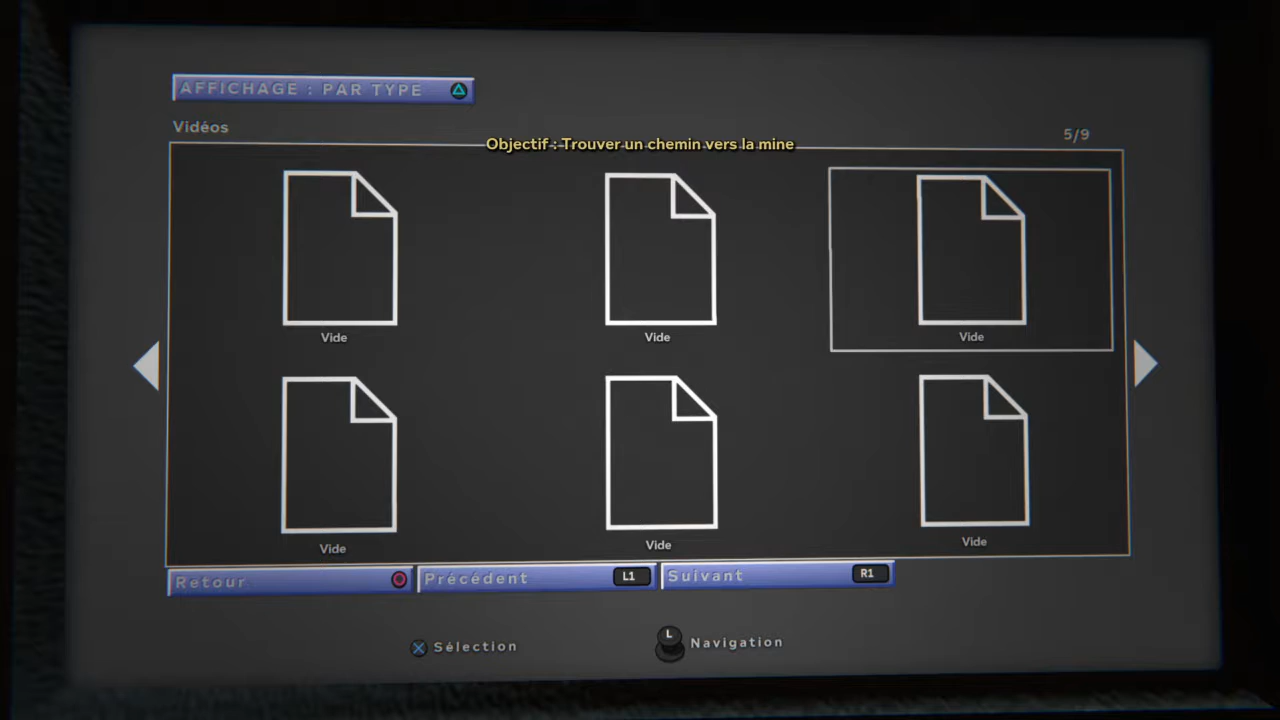 AFFICHAGE : PAR TYPE
Vidéos
5/9
Objectif : Trouver un chemin vers la mine
Vide
Vide
Vide
Vide
Vide
Vide
Retour
Précédent L1
Suivant R1
Sélection
L Navigation